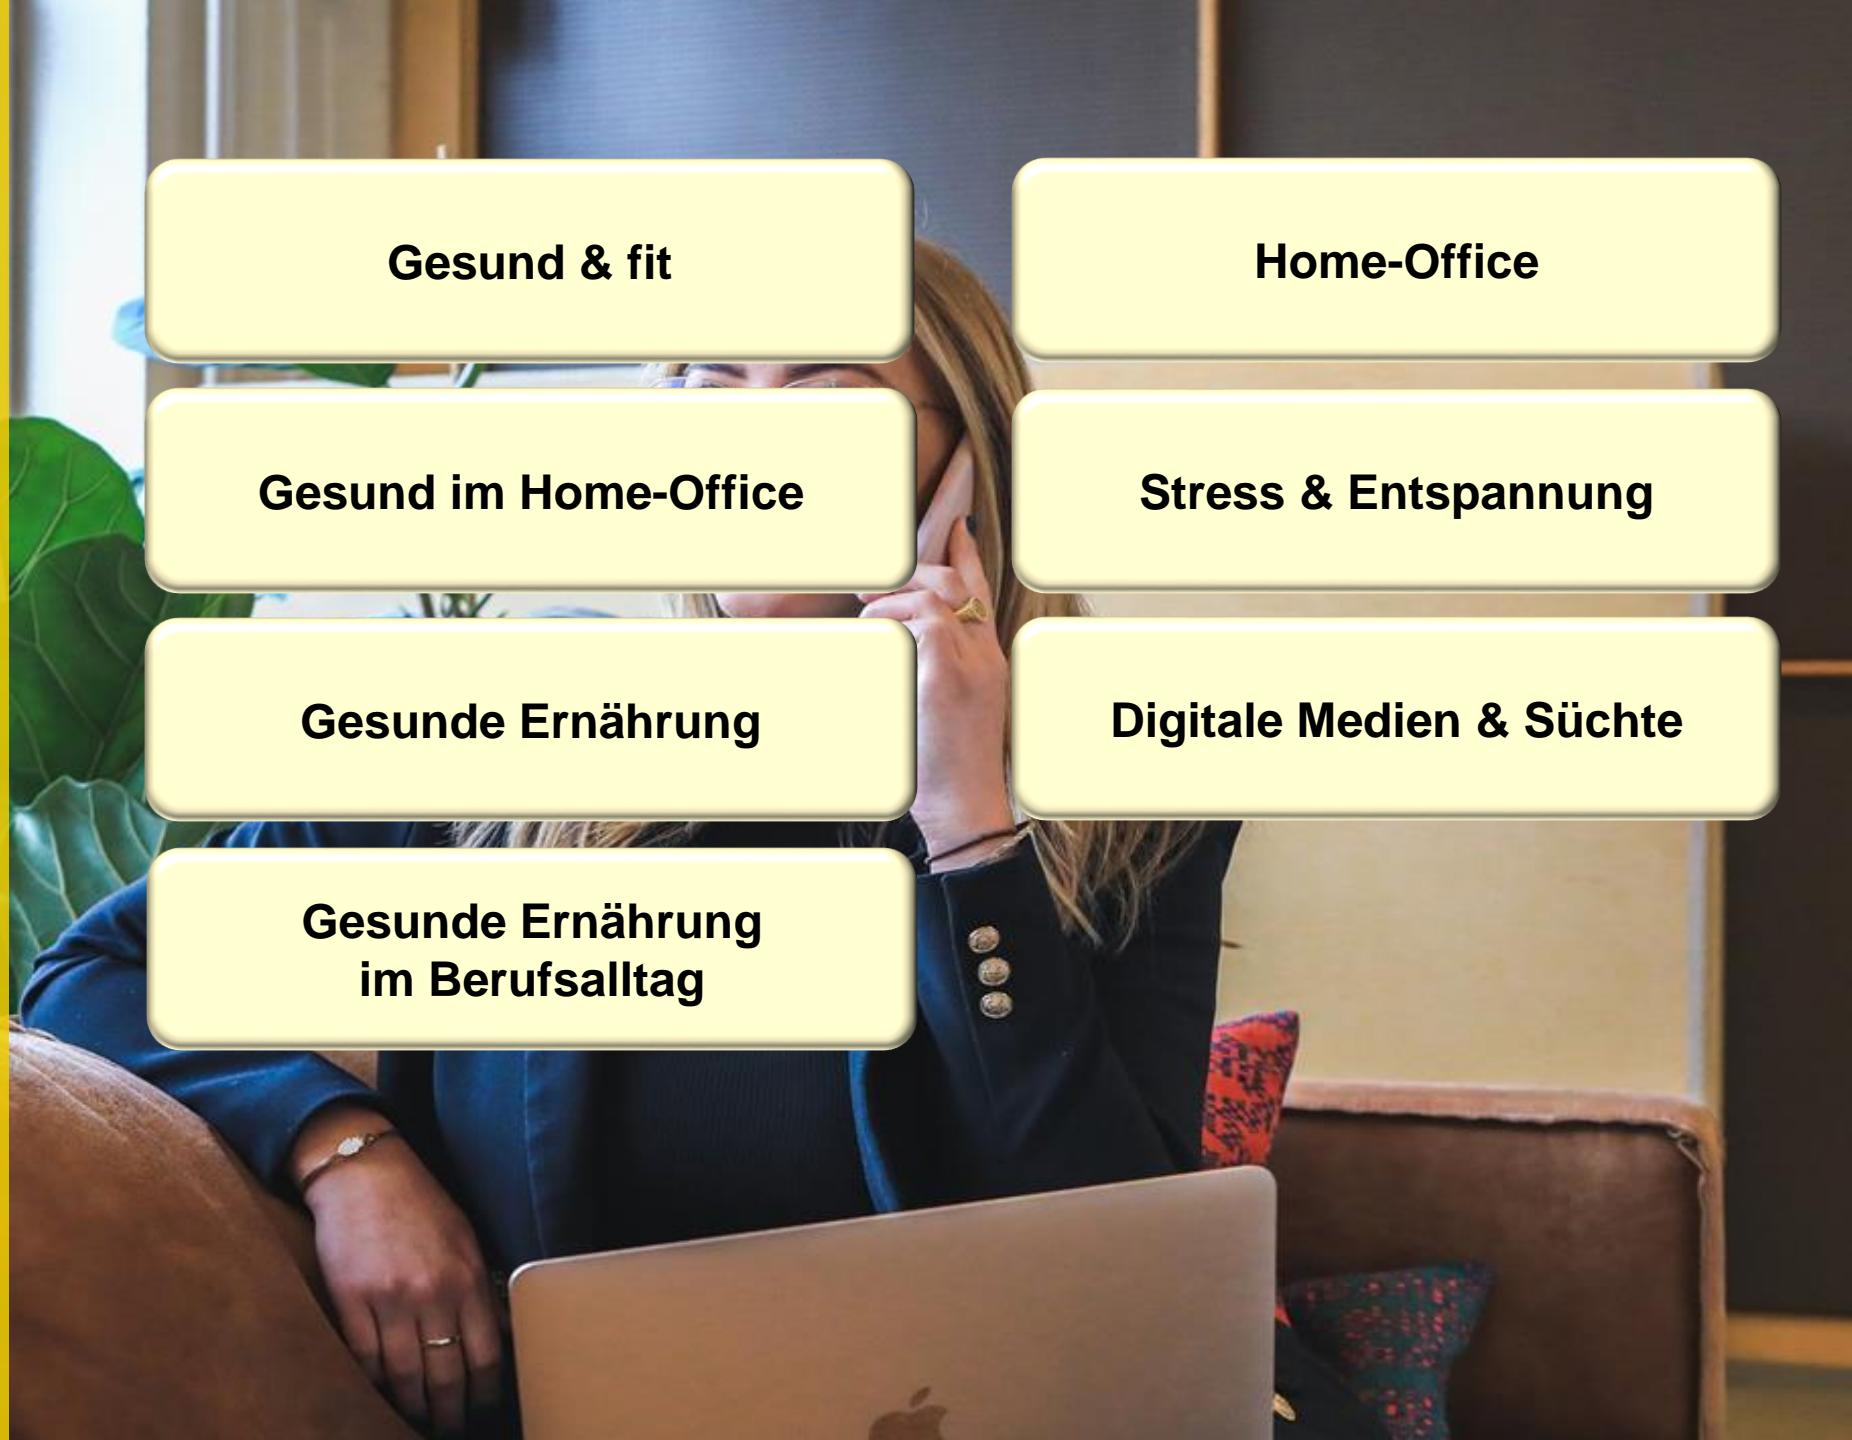 Gesund & fit
Home-Office
Gesund im Home-Office
Stress & Entspannung
Gesunde Ernährung
Digitale Medien & Süchte
Gesunde Ernährung
im Berufsalltag